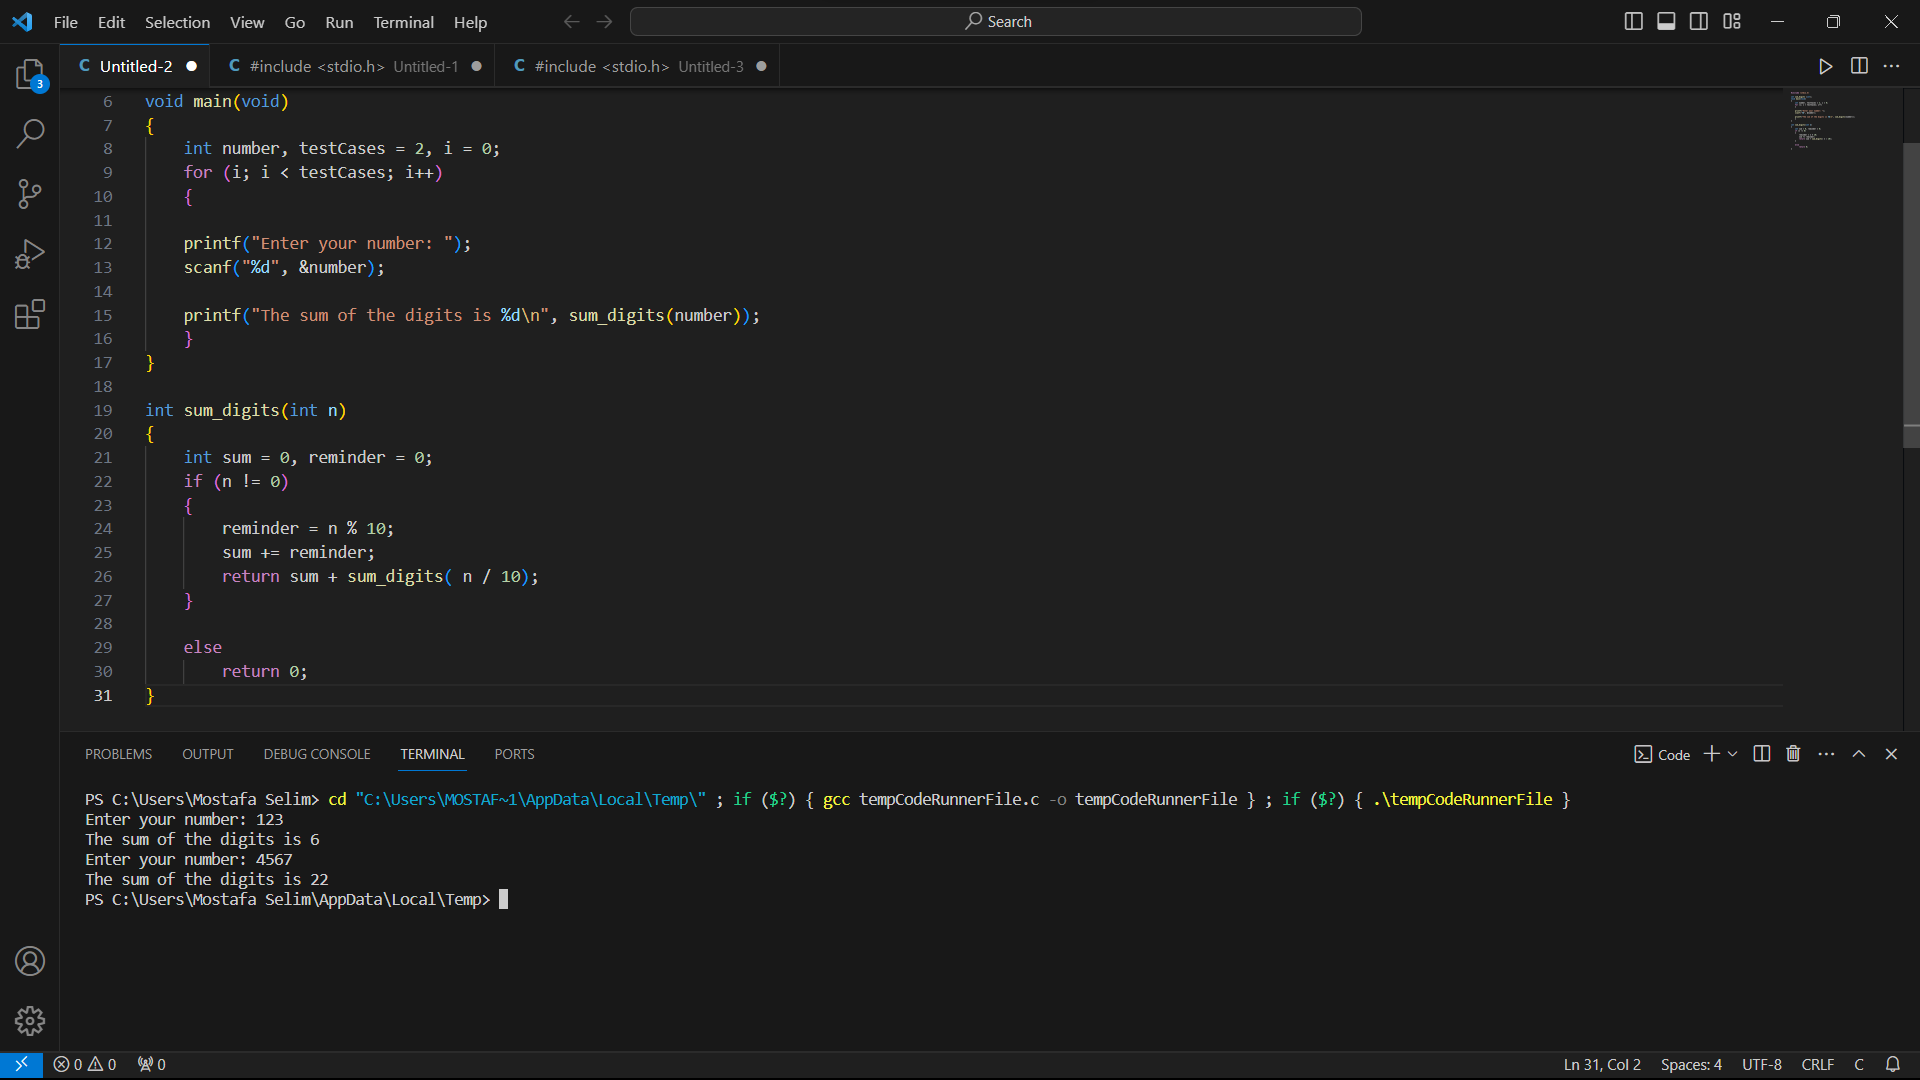 File Edit Selection View Go Run Terminal Help
Search
3
C Untitled-2
C #include <stdio.h> Untitled-1
C #include <stdio.h> Untitled-3
6 void main(void)
7 {
8 int number, testCases = 2, i = 0;
9 for (i; i < testCases; i++)
10 {
11
12 printf("Enter your number: ");
13 scanf("%d", &number);
14
15 printf("The sum of the digits is %d\n", sum_digits(number));
16 }
17 }
18
19 int sum_digits(int n)
20 {
21 int sum = 0, reminder = 0;
22 if (n != 0)
23 {
24 reminder = n % 10;
25 sum += reminder;
26 return sum + sum_digits( n / 10);
27 }
28
29 else
30 return 0;
31 }
PROBLEMS OUTPUT DEBUG CONSOLE TERMINAL PORTS
Code
PS C:\Users\Mostafa Selim> cd "C:\Users\MOSTAF~1\AppData\Local\Temp\" ; if ($?) { gcc tempCodeRunnerFile.c -o tempCodeRunnerFile } ; if ($?) { .\tempCodeRunnerFile }
Enter your number: 123
The sum of the digits is 6
Enter your number: 4567
The sum of the digits is 22
PS C:\Users\Mostafa Selim\AppData\Local\Temp>
0 0 0
Ln 31, Col 2 Spaces: 4 UTF-8 CRLF C